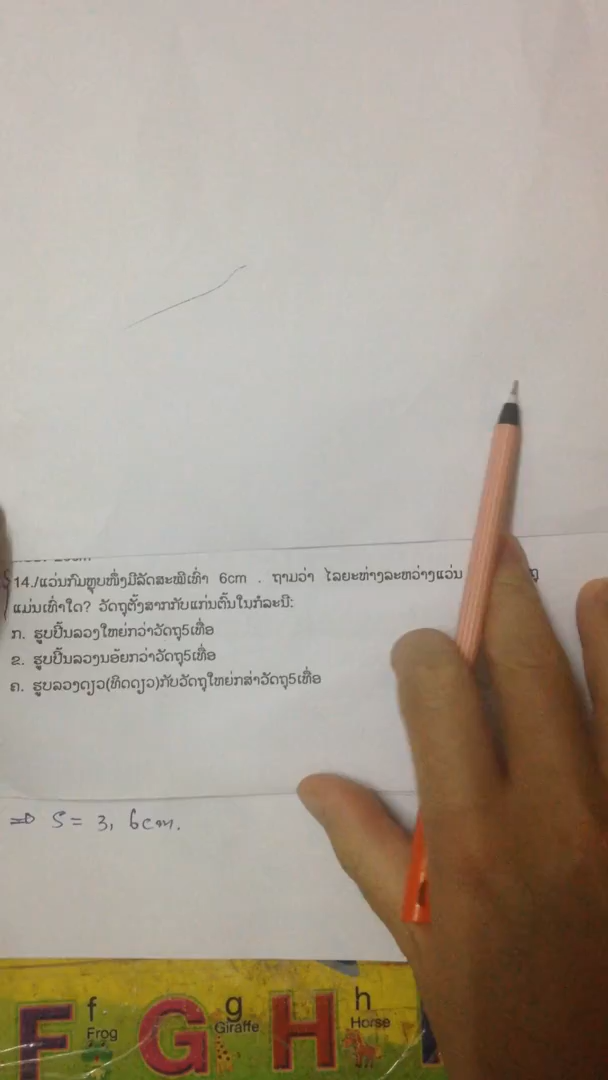 14./ແວ່ນກົມຫຼຸບໜຶ່ງມີລັດສະໝີເທົ່າ 6cm . ຖາມວ່າ ໄລຍະຫ່າງລະຫວ່າງແວ່ນ
ແມ່ນເທົ່າໃດ? ວັດຖຸຕັ້ງສາກກັບແກ່ນຕົ້ນໃນກໍລະນີ:
ກ. ຮູບປິ້ນລວງໃຫຍ່ກວ່າວັດຖຸ5ເທື່ອ
ຂ. ຮູບປິ້ນລວງນອ້ຍກວ່າວັດຖຸ5ເທື່ອ
ຄ. ຮູບລວງດຽວ(ທິດດຽວ)ກັບວັດຖຸໃຫຍ່ກສ່າວັດຖຸ5ເທື່ອ
⇒ S = 3, 6cm.
f g h
Frog Giraffe Horse
F G H